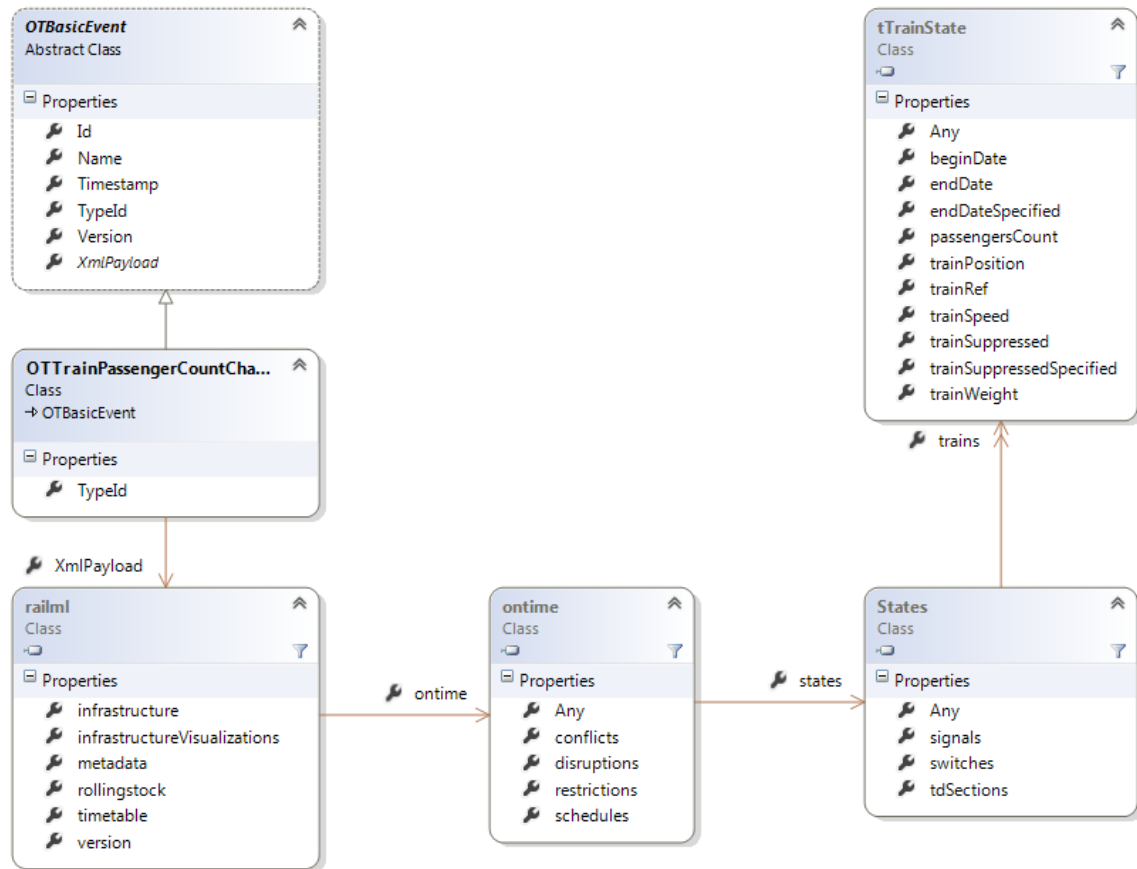 OTBasicEvent
Abstract Class
Properties
Id
Name
Timestamp
TypeId
Version
XmlPayload
OTTrainPassengerCountCha...
Class
OTBasicEvent
Properties
TypeId
XmlPayload
railml
Class
Properties
infrastructure
infrastructureVisualizations
metadata
rollingstock
timetable
version
ontime
ontime
Class
Properties
Any
conflicts
disruptions
restrictions
schedules
states
States
Class
Properties
Any
signals
switches
tdSections
trains
tTrainState
Class
Properties
Any
beginDate
endDate
endDateSpecified
passengersCount
trainPosition
trainRef
trainSpeed
trainSuppressed
trainSuppressedSpecified
trainWeight